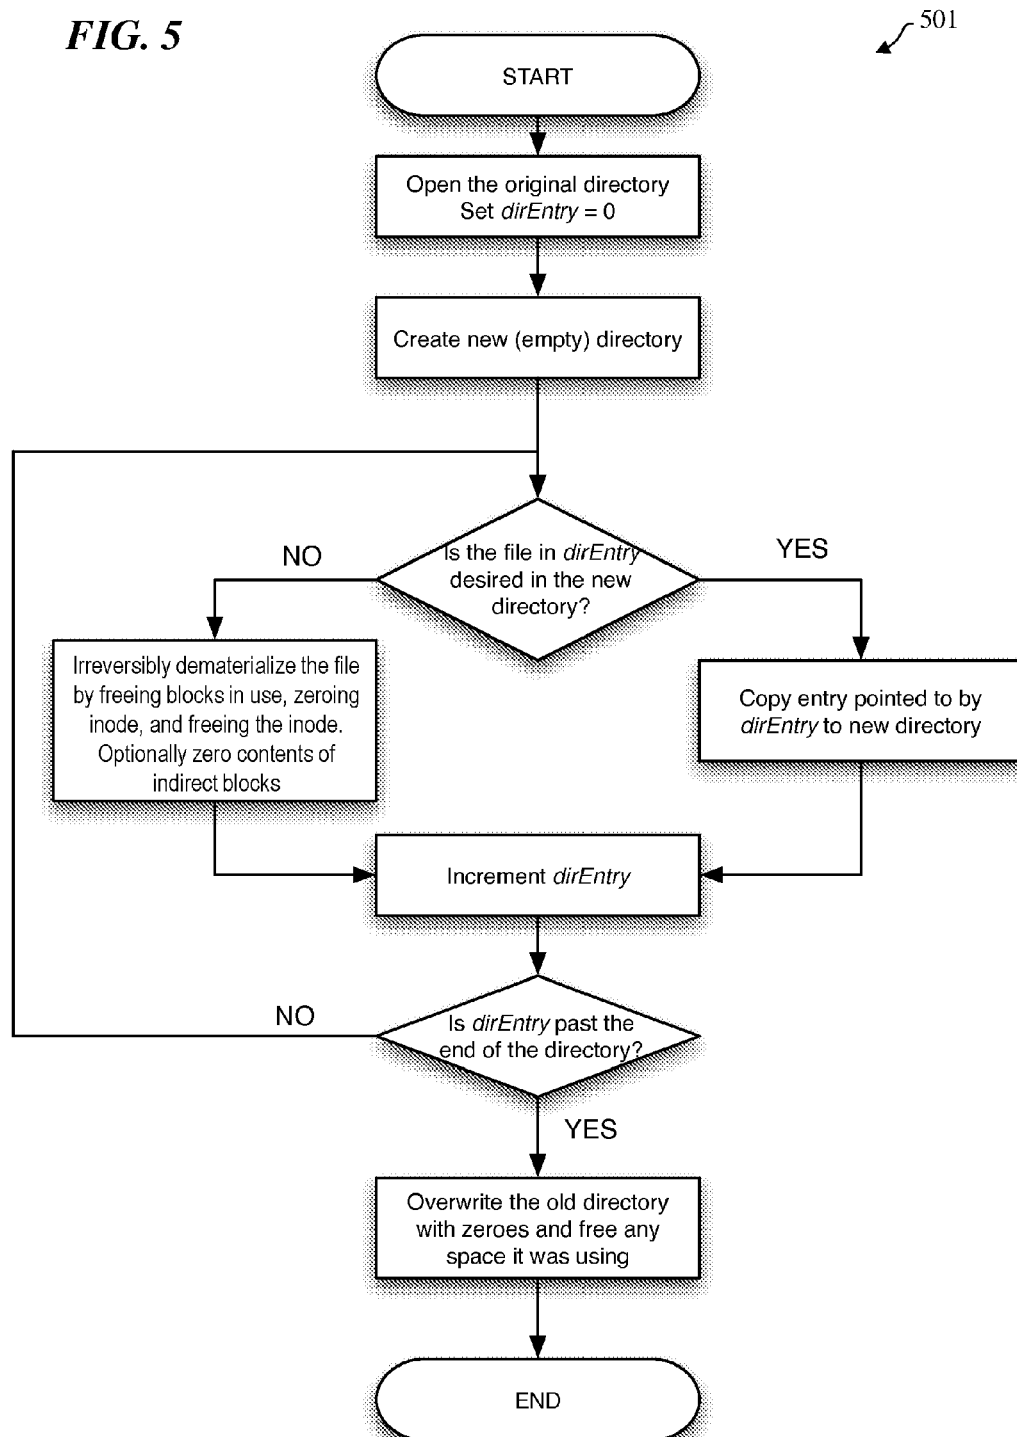 FIG. 5
501
START
Open the original directory
Set dirEntry = 0
Create new (empty) directory
Is the file in dirEntry
desired in the new
directory?
NO
YES
Irreversibly dematerialize the file
by freeing blocks in use, zeroing
inode, and freeing the inode.
Optionally zero contents of
indirect blocks
Copy entry pointed to by
dirEntry to new directory
Increment dirEntry
Is dirEntry past the
end of the directory?
NO
YES
Overwrite the old directory
with zeroes and free any
space it was using
END